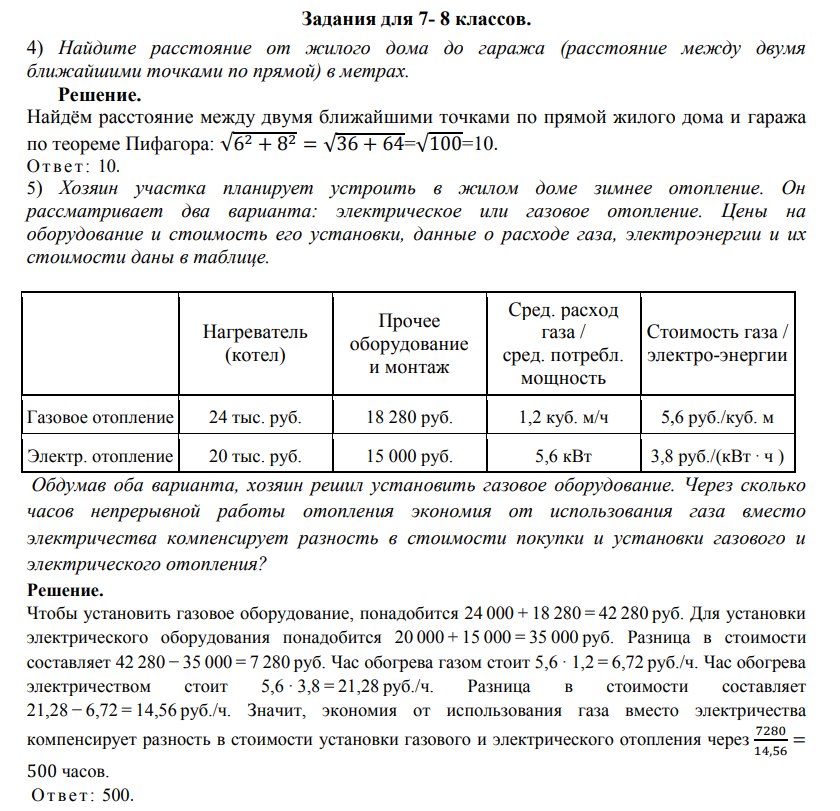 Задания для 7- 8 классов.
4) Найдите расстояние от жилого дома до гаража (расстояние между двумя
ближайшими точками по прямой) в метрах.
Решение.
Найдём расстояние между двумя ближайшими точками по прямой жилого дома и гаража
по теореме Пифагора: √(6² + 8²) = √(36 + 64)=√100=10.
Ответ: 10.
5) Хозяин участка планирует устроить в жилом доме зимнее отопление. Он
рассматривает два варианта: электрическое или газовое отопление. Цены на
оборудование и стоимость его установки, данные о расходе газа, электроэнергии и их
стоимости даны в таблице.
Нагреватель
(котел)
Прочее
оборудование
и монтаж
Сред. расход
газа /
сред. потребл.
мощность
Стоимость газа /
электро-энергии
Газовое отопление 24 тыс. руб. 18 280 руб. 1,2 куб. м/ч 5,6 руб./куб. м
Электр. отопление 20 тыс. руб. 15 000 руб. 5,6 кВт 3,8 руб./(кВт · ч )
Обдумав оба варианта, хозяин решил установить газовое оборудование. Через сколько
часов непрерывной работы отопления экономия от использования газа вместо
электричества компенсирует разность в стоимости покупки и установки газового и
электрического отопления?
Решение.
Чтобы установить газовое оборудование, понадобится 24 000 + 18 280 = 42 280 руб. Для установки
электрического оборудования понадобится 20 000 + 15 000 = 35 000 руб. Разница в стоимости
составляет 42 280 − 35 000 = 7 280 руб. Час обогрева газом стоит 5,6 · 1,2 = 6,72 руб./ч. Час обогрева
электричеством стоит 5,6 · 3,8 = 21,28 руб./ч. Разница в стоимости составляет
21,28 − 6,72 = 14,56 руб./ч. Значит, экономия от использования газа вместо электричества
компенсирует разность в стоимости установки газового и электрического отопления через 7280/14,56 =
500 часов.
Ответ: 500.